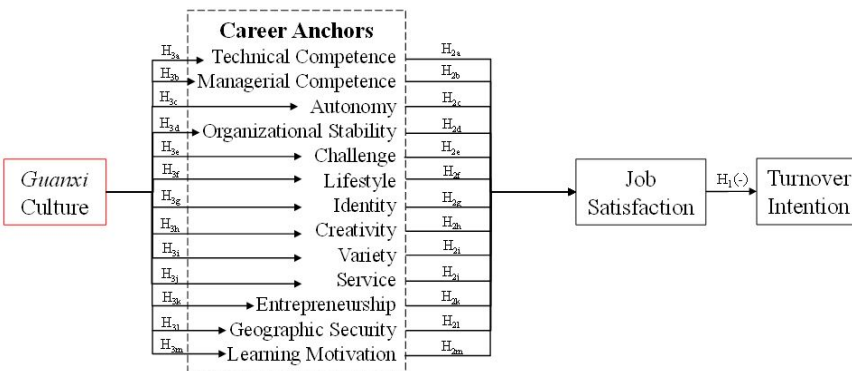 Career Anchors
H3a Technical Competence H2a
H3b Managerial Competence H2b
H3c Autonomy H2c
H3d Organizational Stability H2d
H3e Challenge H2e
H3f Lifestyle H2f
H3g Identity H2g
H3h Creativity H2h
H3i Variety H2i
H3j Service H2j
H3k Entrepreneurship H2k
H3l Geographic Security H2l
H3m Learning Motivation H2m
Guanxi
Culture
Job
Satisfaction
H1(-)
Turnover
Intention